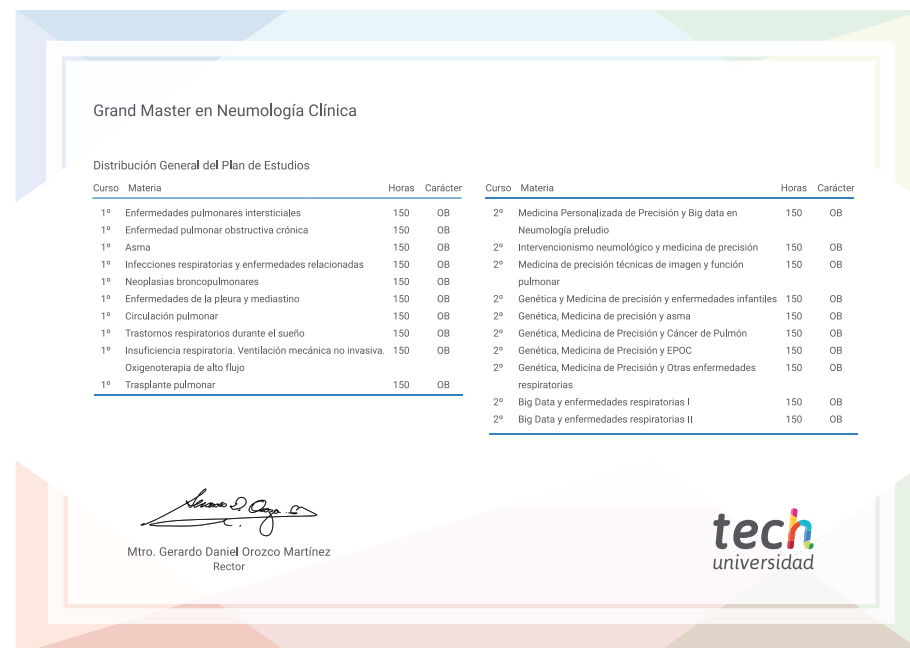 Grand Master en Neumología Clínica
Distribución General del Plan de Estudios
Curso Materia Horas Carácter
1º Enfermedades pulmonares intersticiales 150 OB
1º Enfermedad pulmonar obstructiva crónica 150 OB
1º Asma 150 OB
1º Infecciones respiratorias y enfermedades relacionadas 150 OB
1º Neoplasias broncopulmonares 150 OB
1º Enfermedades de la pleura y mediastino 150 OB
1º Circulación pulmonar 150 OB
1º Trastornos respiratorios durante el sueño 150 OB
1º Insuficiencia respiratoria. Ventilación mecánica no invasiva. 150 OB
Oxigenoterapia de alto flujo
1º Trasplante pulmonar 150 OB
Curso Materia Horas Carácter
2º Medicina Personalizada de Precisión y Big data en 150 OB
Neumología preludio
2º Intervencionismo neumológico y medicina de precisión 150 OB
2º Medicina de precisión técnicas de imagen y función 150 OB
pulmonar
2º Genética y Medicina de precisión y enfermedades infantiles 150 OB
2º Genética, Medicina de precisión y asma 150 OB
2º Genética, Medicina de Precisión y Cáncer de Pulmón 150 OB
2º Genética, Medicina de Precisión y EPOC 150 OB
2º Genética, Medicina de Precisión y Otras enfermedades 150 OB
respiratorias
2º Big Data y enfermedades respiratorias I 150 OB
2º Big Data y enfermedades respiratorias II 150 OB
Mtro. Gerardo Daniel Orozco Martínez
Rector
tech
universidad